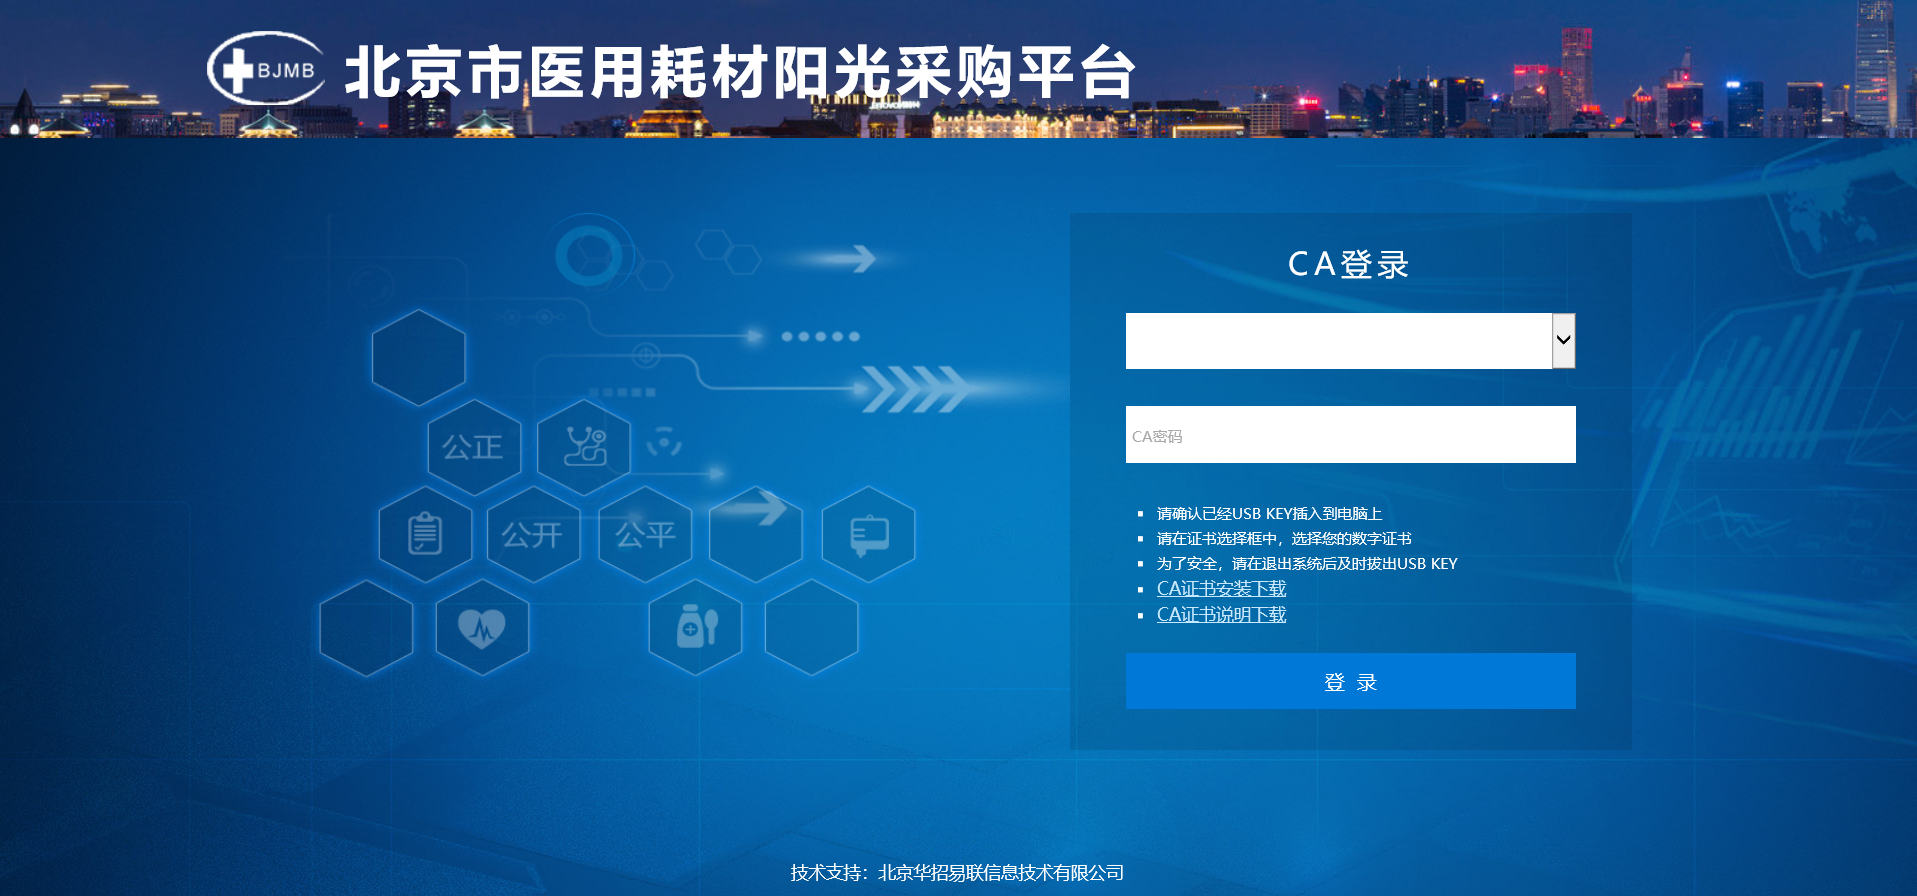 BJMB
北京市医用耗材阳光采购平台
CA登录
CA密码
公正
公开
公平
请确认已经USB KEY插入到电脑上
请在证书选择框中，选择您的数字证书
为了安全，请在退出系统后及时拔出USB KEY
CA证书安装下载
CA证书说明下载
登 录
技术支持：北京华招易联信息技术有限公司